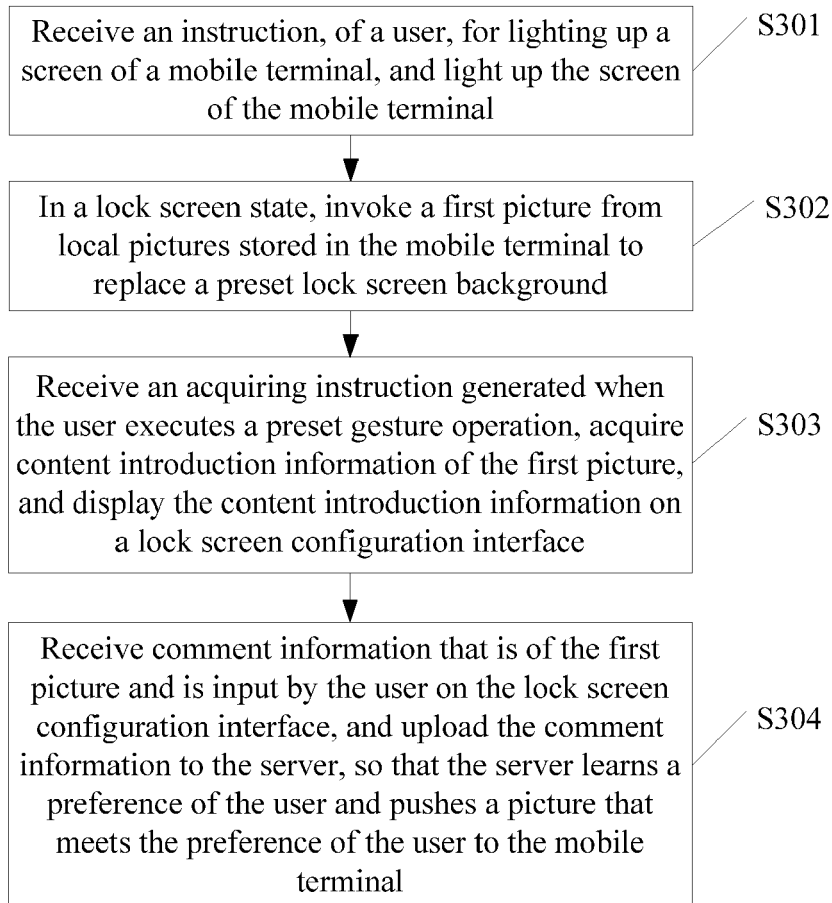 Receive an instruction, of a user, for lighting up a
screen of a mobile terminal, and light up the screen
of the mobile terminal
S301
In a lock screen state, invoke a first picture from
local pictures stored in the mobile terminal to
replace a preset lock screen background
S302
Receive an acquiring instruction generated when
the user executes a preset gesture operation, acquire
content introduction information of the first picture,
and display the content introduction information on
a lock screen configuration interface
S303
Receive comment information that is of the first
picture and is input by the user on the lock screen
configuration interface, and upload the comment
information to the server, so that the server learns a
preference of the user and pushes a picture that
meets the preference of the user to the mobile
terminal
S304